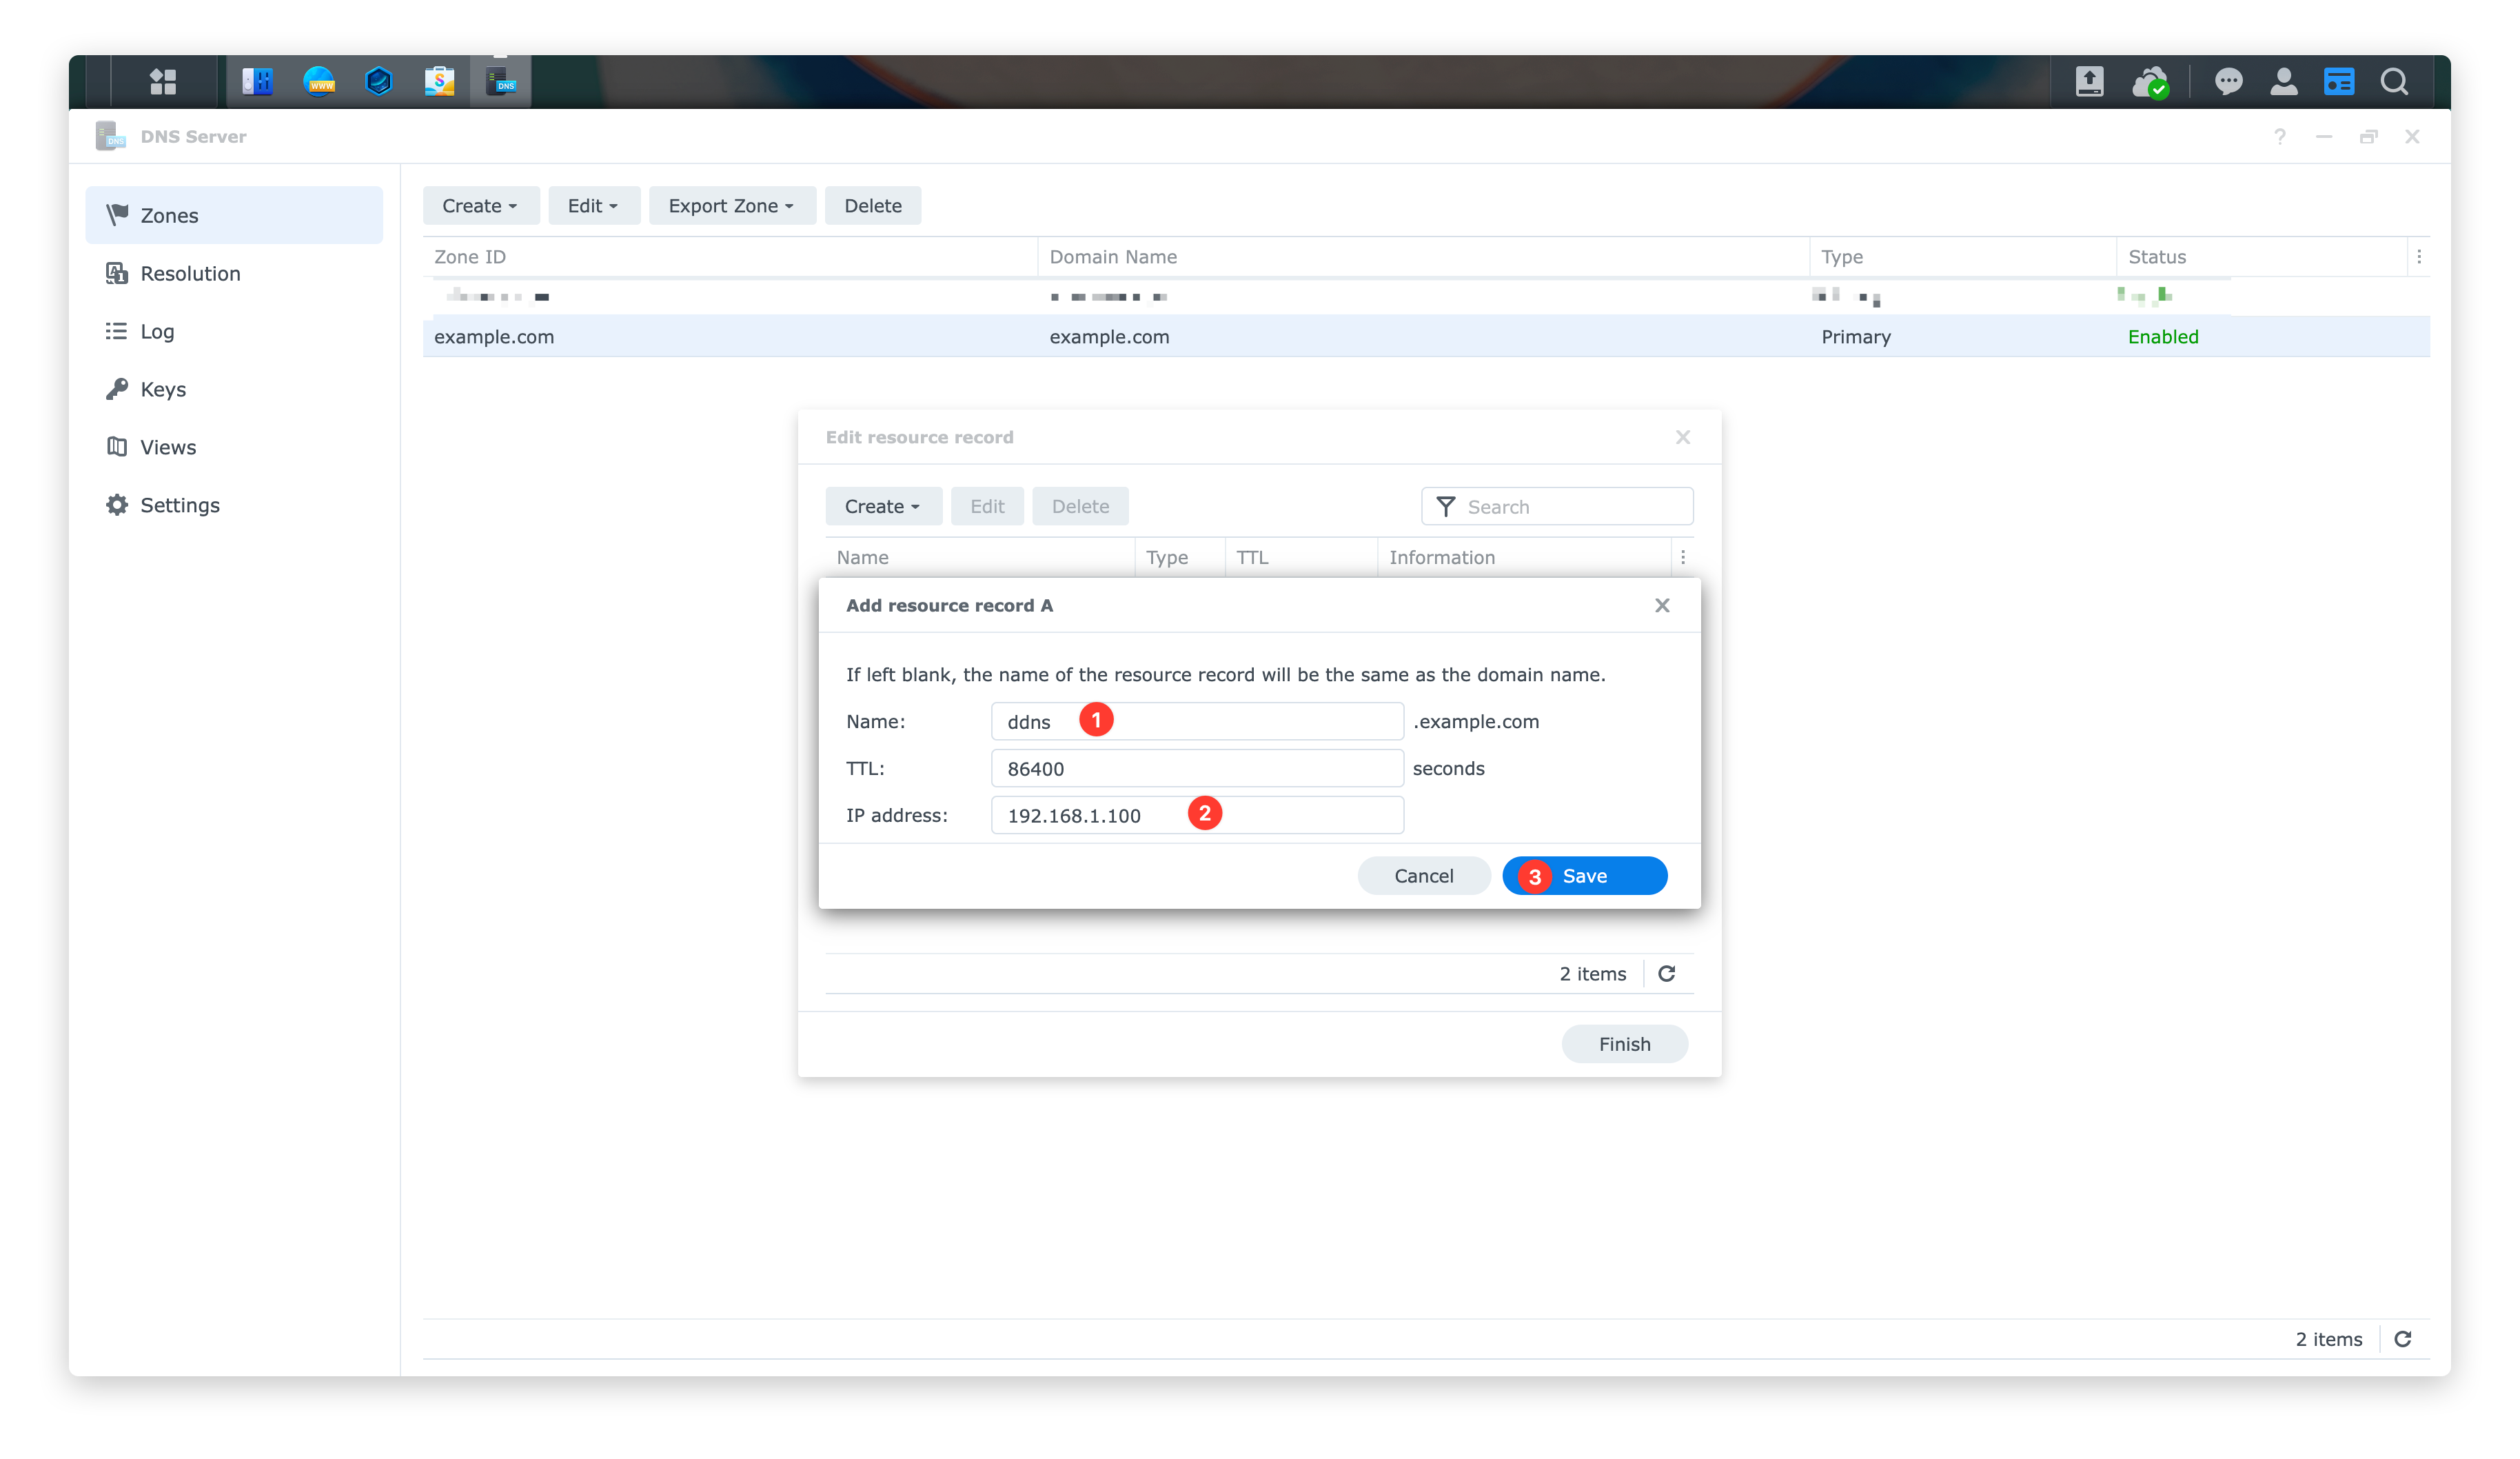 WWW
S
DNS
DNS
DNS Server
?
Zones
Resolution
Log
Keys
Views
Settings
Create
Edit
Export Zone
Delete
Zone ID
Domain Name
Type
Status
example.com
example.com
Primary
Enabled
Edit resource record
Create
Edit
Delete
Search
Name
Type
TTL
Information
Add resource record A
If left blank, the name of the resource record will be the same as the domain name.
Name:
ddns
1
.example.com
TTL:
86400
seconds
IP address:
192.168.1.100
2
Cancel
3
Save
2 items
Finish
2 items